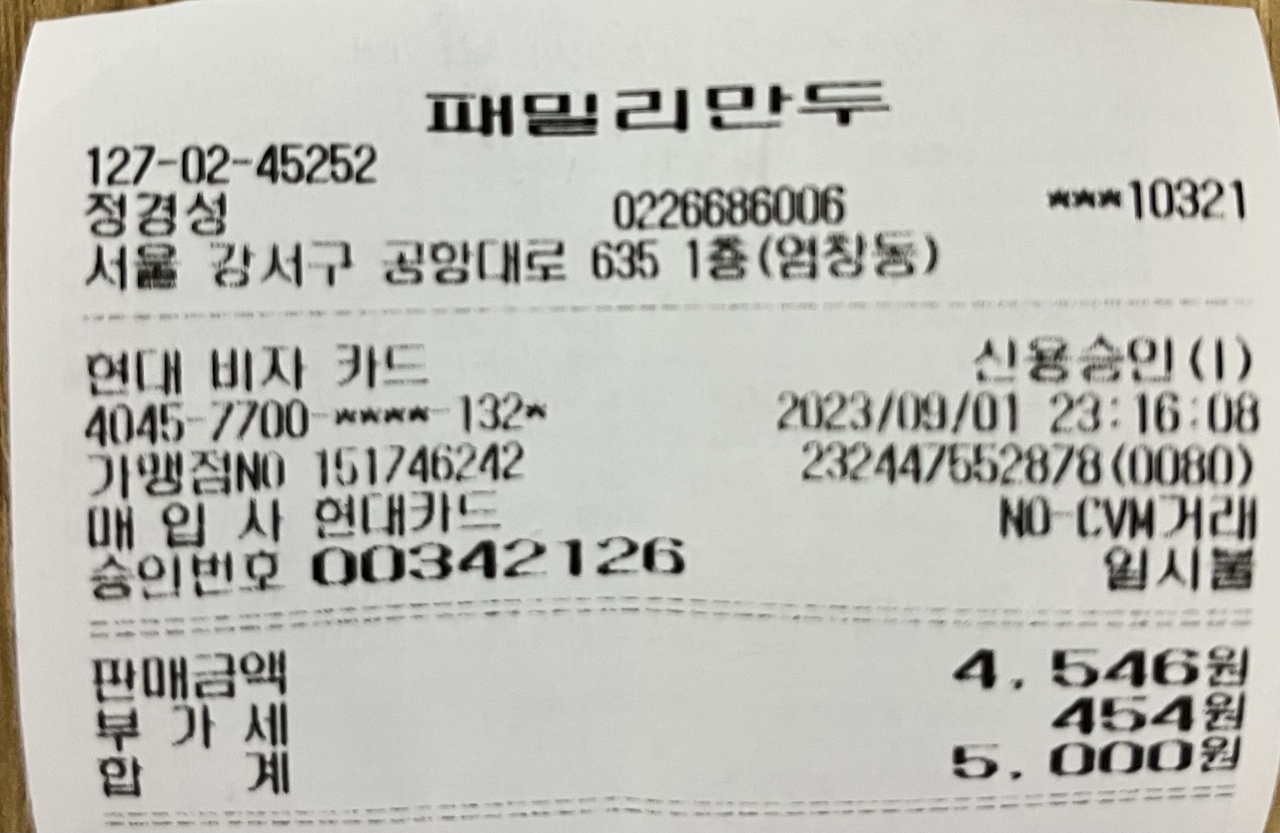 패밀리만두
127-02-45252
정경성 0226686006 ***10321
서울 강서구 공항대로 635 1층(염창동)
현대 비자 카드 신용승인(I)
4045-7700-****-132* 2023/09/01 23:16:08
가맹점NO 151746242 232447552878(0080)
매 입 사 현대카드 NO-CVM거래
승인번호 00342126 일시불
판매금액 4,546원
부 가 세 454원
합 계 5,000원